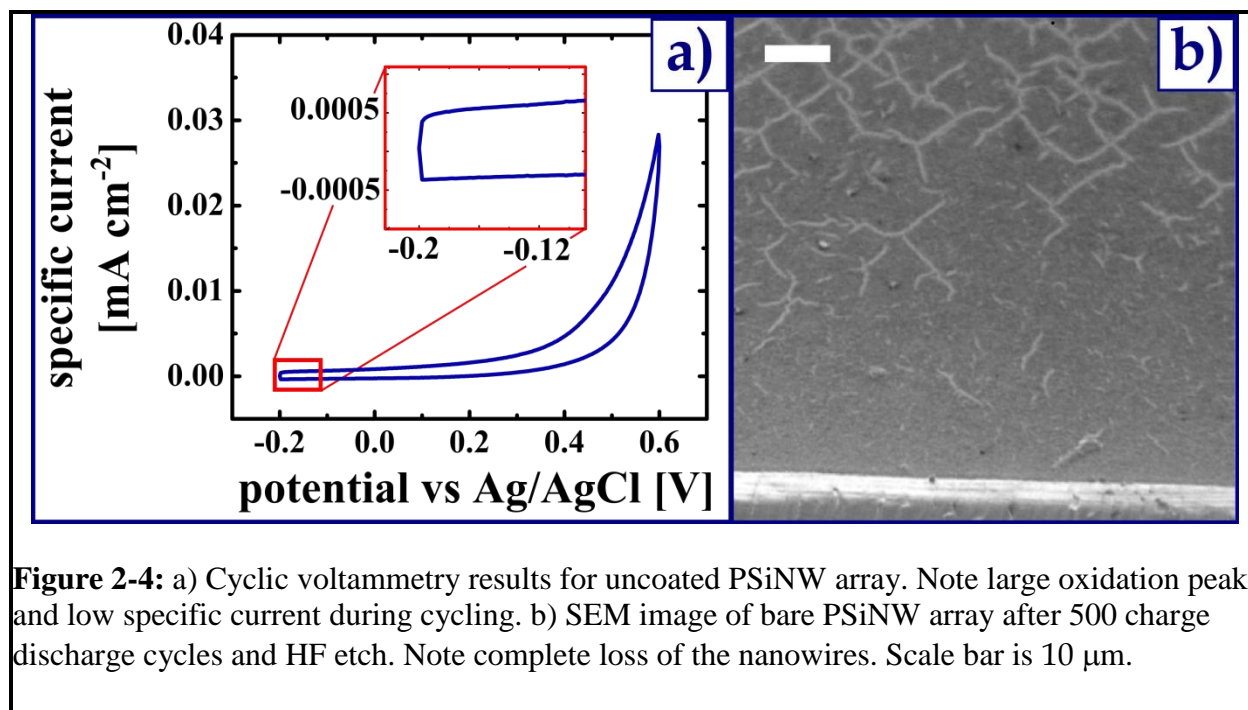 a)
0.04
0.03
0.02
0.01
0.00
specific current
[mA cm⁻²]
0.0005
-0.0005
-0.2
-0.12
-0.2
0.0
0.2
0.4
0.6
potential vs Ag/AgCl [V]
b)
Figure 2-4: a) Cyclic voltammetry results for uncoated PSiNW array. Note large oxidation peak
and low specific current during cycling. b) SEM image of bare PSiNW array after 500 charge
discharge cycles and HF etch. Note complete loss of the nanowires. Scale bar is 10 μm.